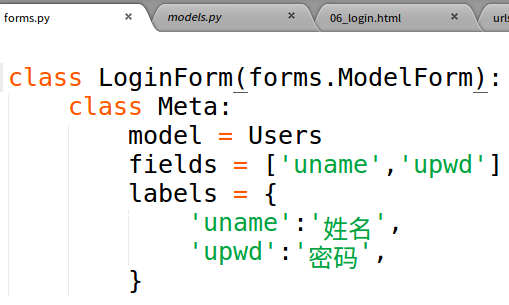 forms.py × models.py × 06_login.html × urls
class LoginForm(forms.ModelForm):
class Meta:
model = Users
fields = ['uname','upwd']
labels = {
'uname':'姓名',
'upwd':'密码',
}